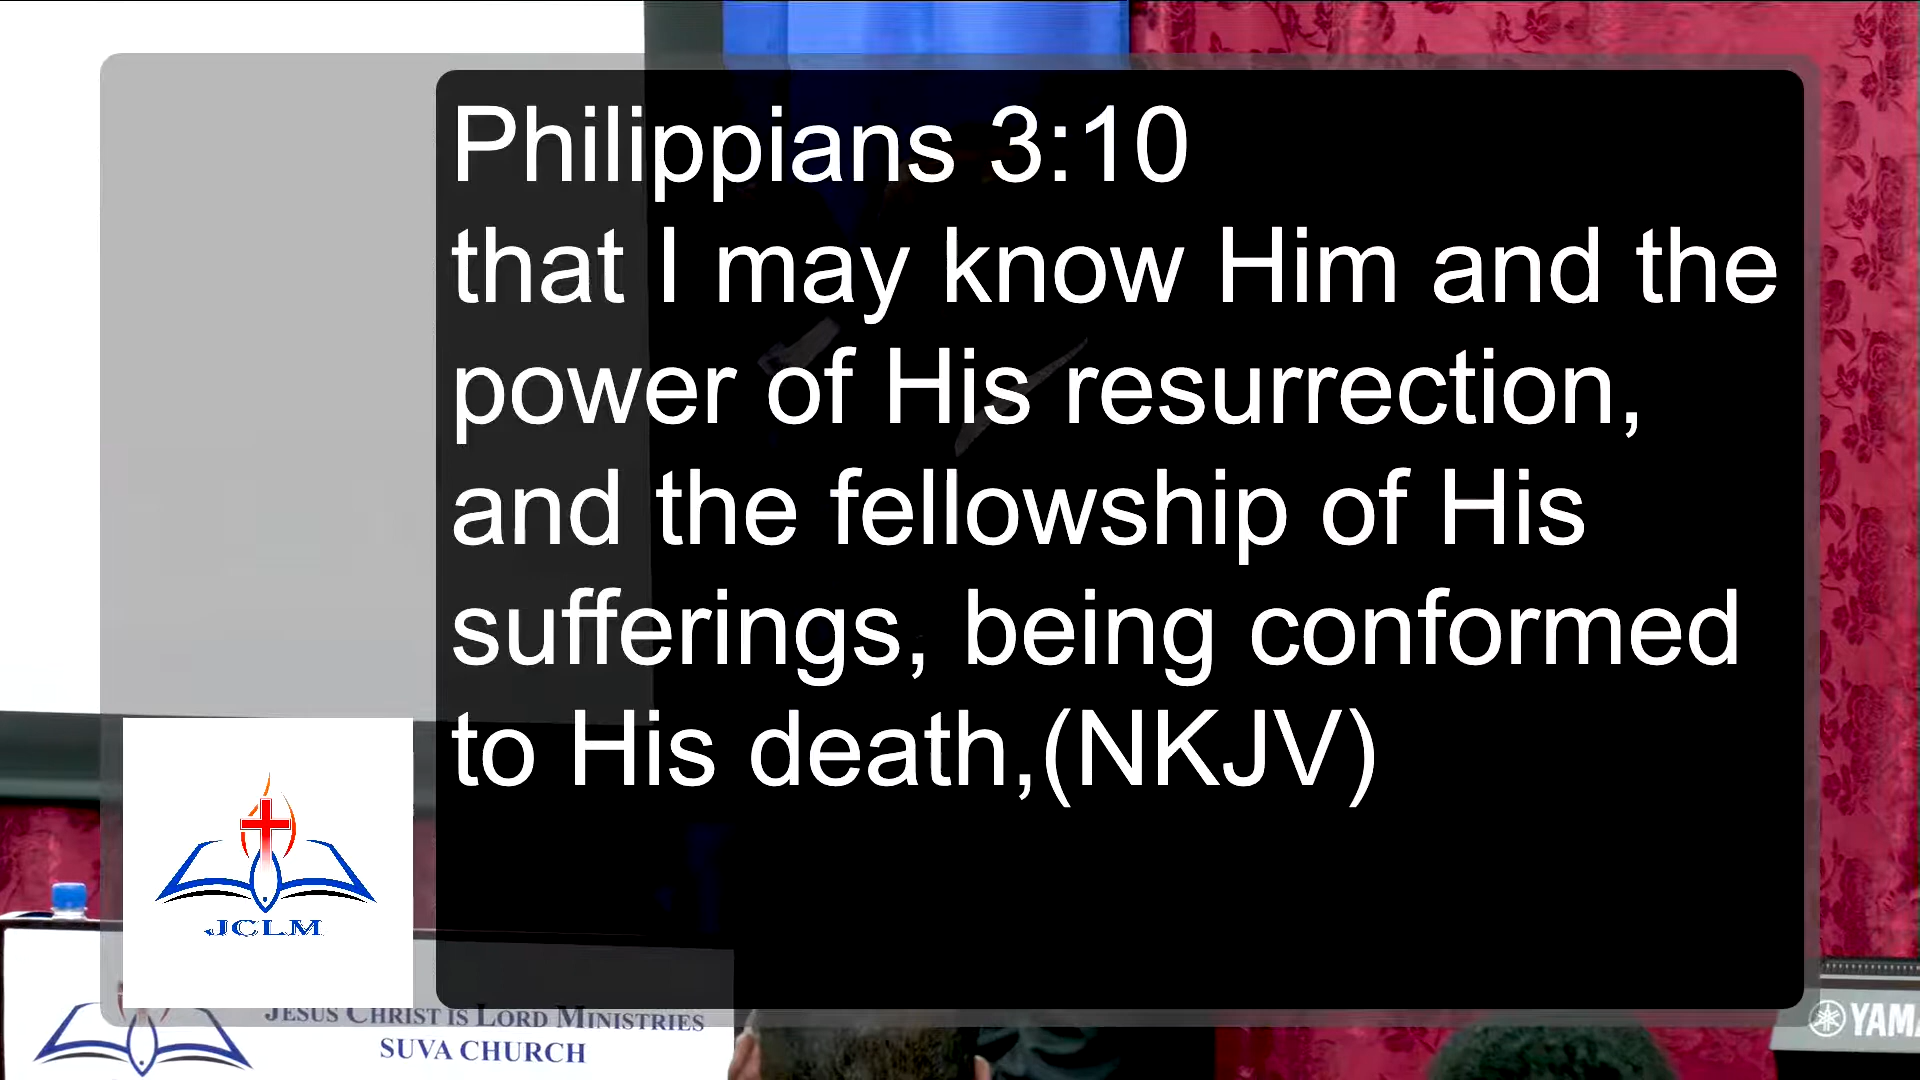 Philippians 3:10
that I may know Him and the
power of His resurrection,
and the fellowship of His
sufferings, being conformed
to His death,(NKJV)
JCLM
JESUS CHRIST IS LORD MINISTRIES
SUVA CHURCH